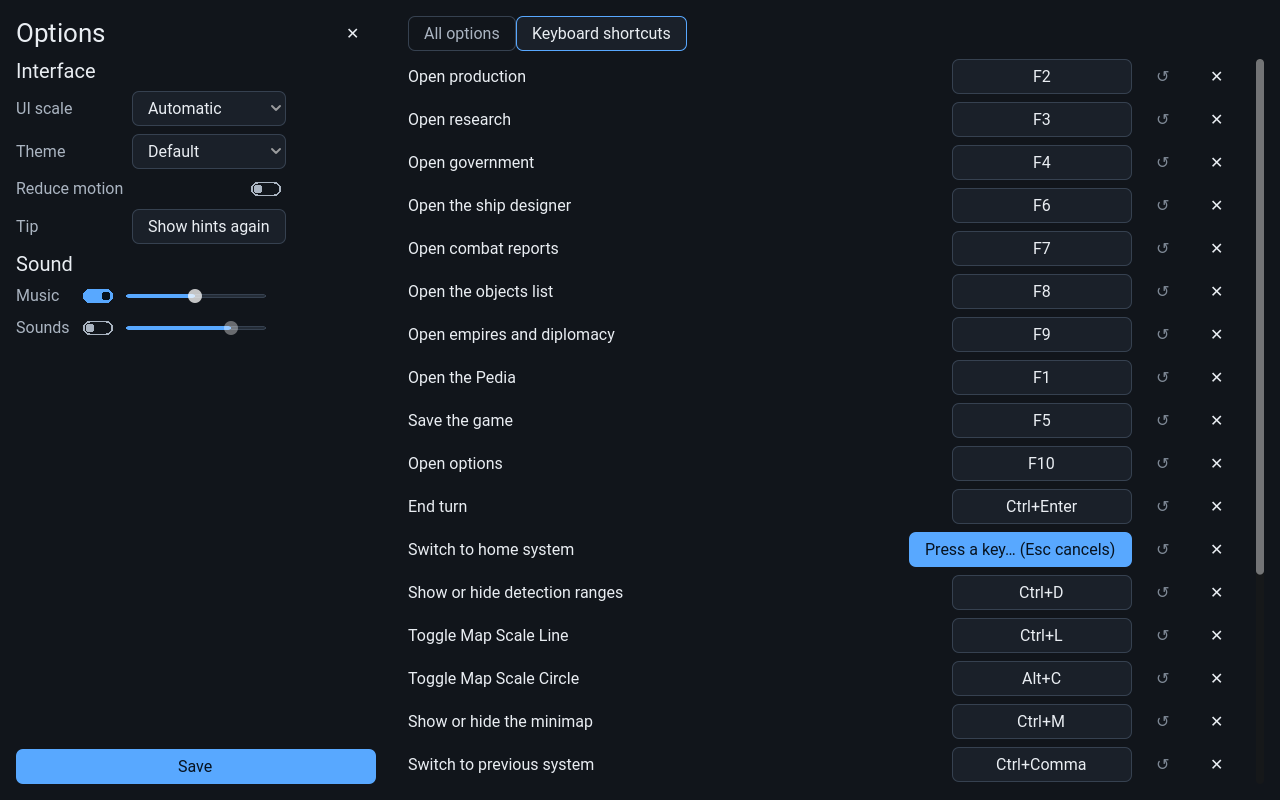 Options
✕
Interface
UI scale
Automatic
Theme
Default
Reduce motion
Tip
Show hints again
Sound
Music
Sounds
Save
All options
Keyboard shortcuts
Open production F2 ↺ ✕
Open research F3 ↺ ✕
Open government F4 ↺ ✕
Open the ship designer F6 ↺ ✕
Open combat reports F7 ↺ ✕
Open the objects list F8 ↺ ✕
Open empires and diplomacy F9 ↺ ✕
Open the Pedia F1 ↺ ✕
Save the game F5 ↺ ✕
Open options F10 ↺ ✕
End turn Ctrl+Enter ↺ ✕
Switch to home system Press a key… (Esc cancels) ↺ ✕
Show or hide detection ranges Ctrl+D ↺ ✕
Toggle Map Scale Line Ctrl+L ↺ ✕
Toggle Map Scale Circle Alt+C ↺ ✕
Show or hide the minimap Ctrl+M ↺ ✕
Switch to previous system Ctrl+Comma ↺ ✕